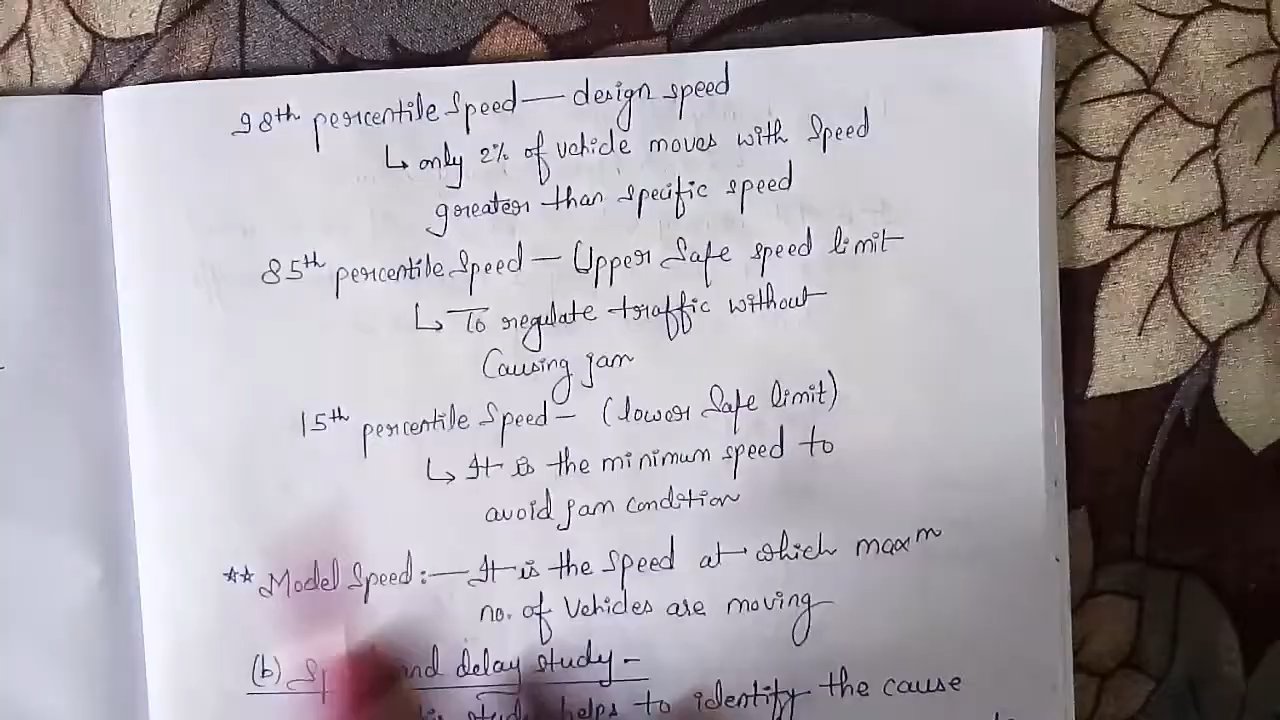 98th percentile speed — design speed
↳ only 2% of vehicle moves with speed
greater than specific speed
85th percentile speed — Upper safe speed limit
↳ To regulate traffic without
Causing jam
15th percentile speed — (lower safe limit)
↳ It is the minimum speed to
avoid jam condition
** Model speed :— It is the speed at which maxm
no. of vehicles are moving
(b) delay study —
study helps to identify the cause